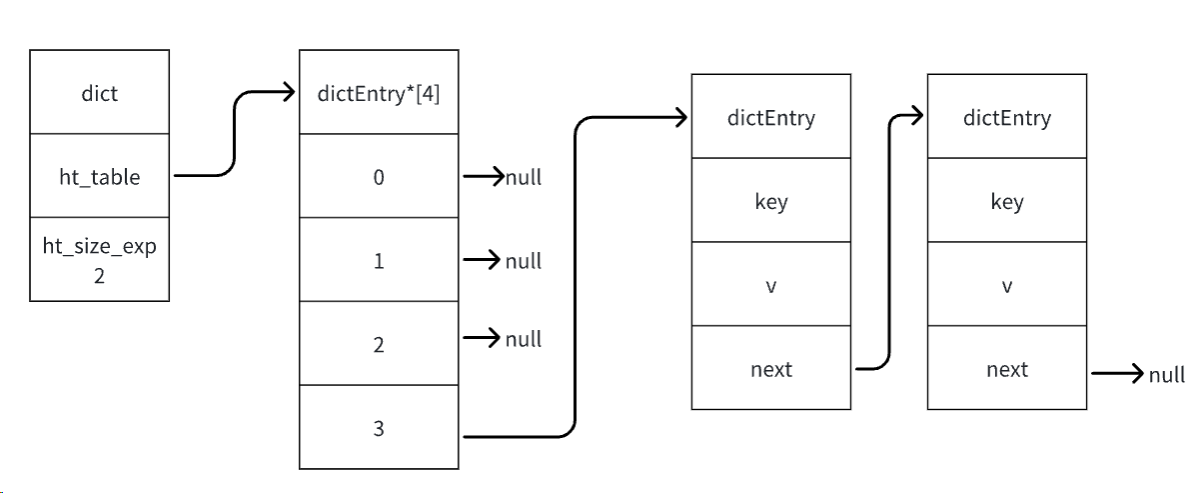 dict
ht_table
ht_size_exp
2
dictEntry*[4]
0
null
1
null
2
null
3
dictEntry
key
v
next
dictEntry
key
v
next
null